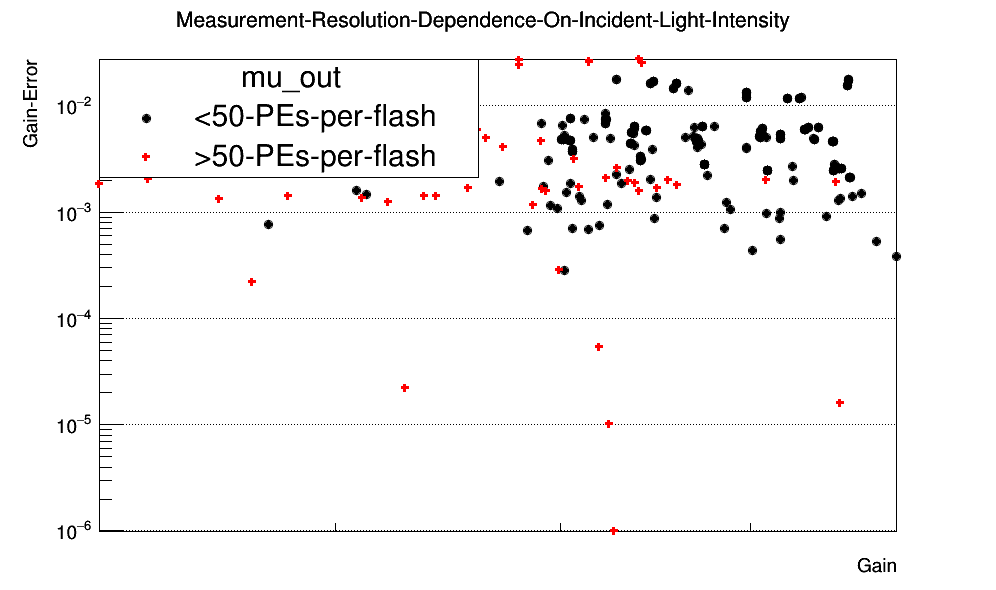 Measurement-Resolution-Dependence-On-Incident-Light-Intensity
Gain-Error
mu_out
<50-PEs-per-flash
>50-PEs-per-flash
10⁻²
10⁻³
10⁻⁴
10⁻⁵
10⁻⁶
Gain